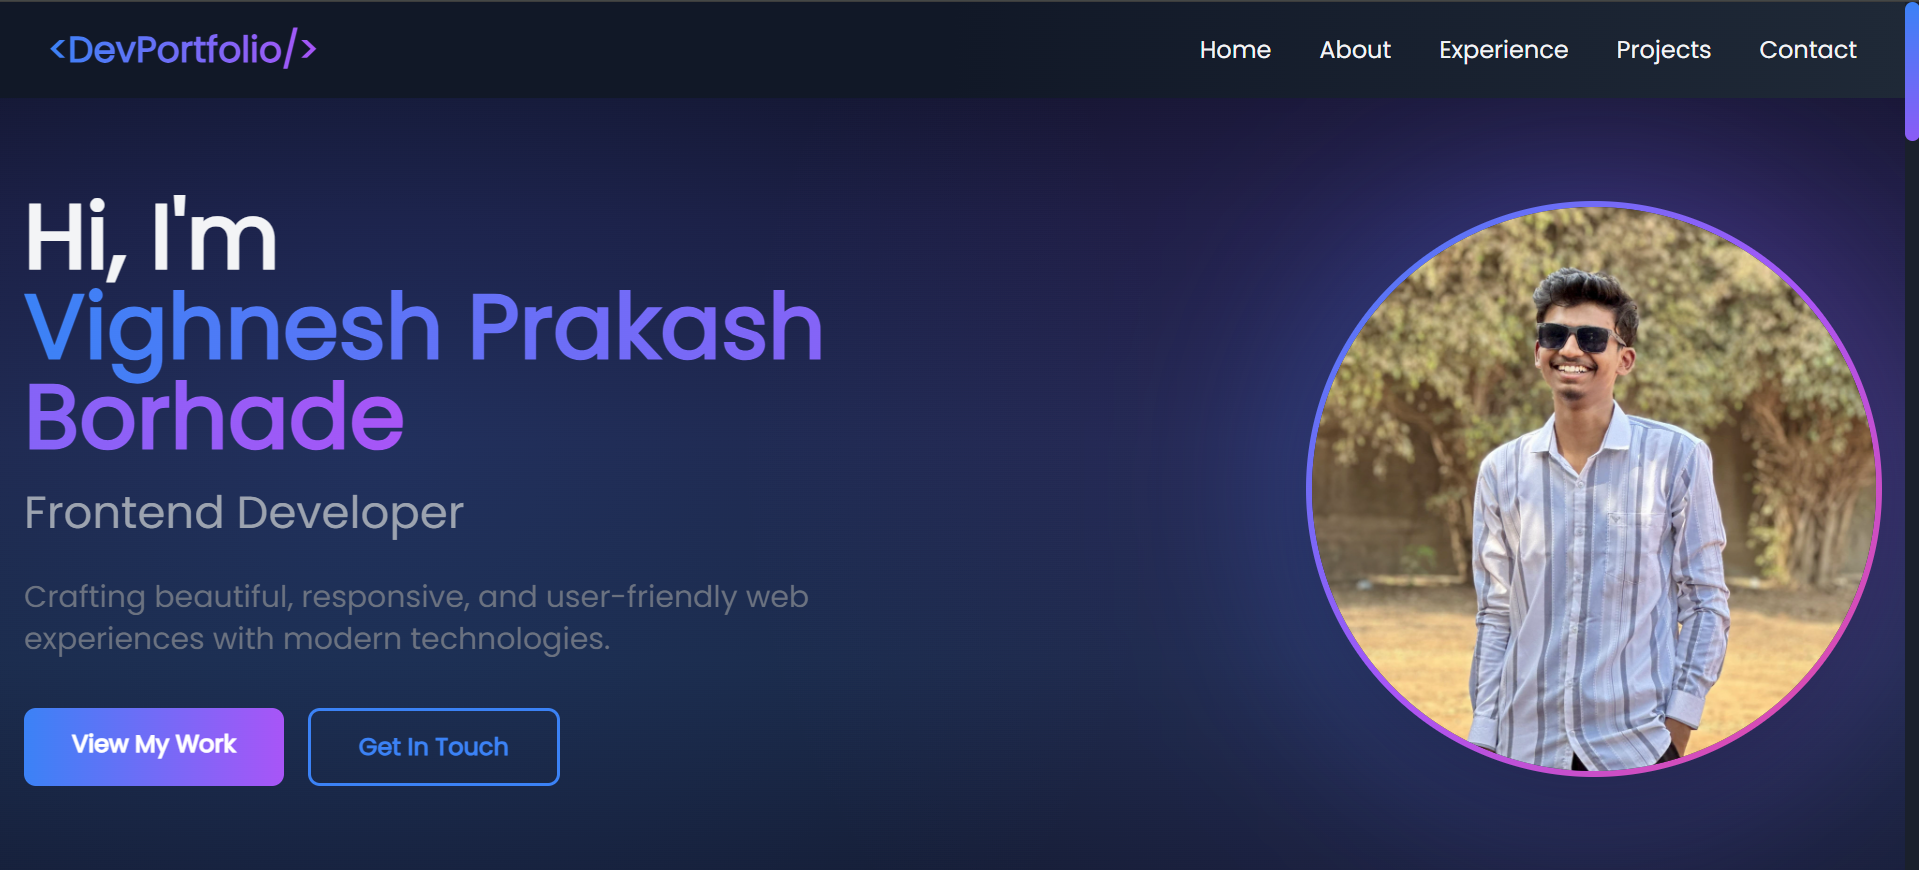 <DevPortfolio/>
Home About Experience Projects Contact
Hi, I'm
Vighnesh Prakash
Borhade
Frontend Developer
Crafting beautiful, responsive, and user-friendly web
experiences with modern technologies.
View My Work
Get In Touch